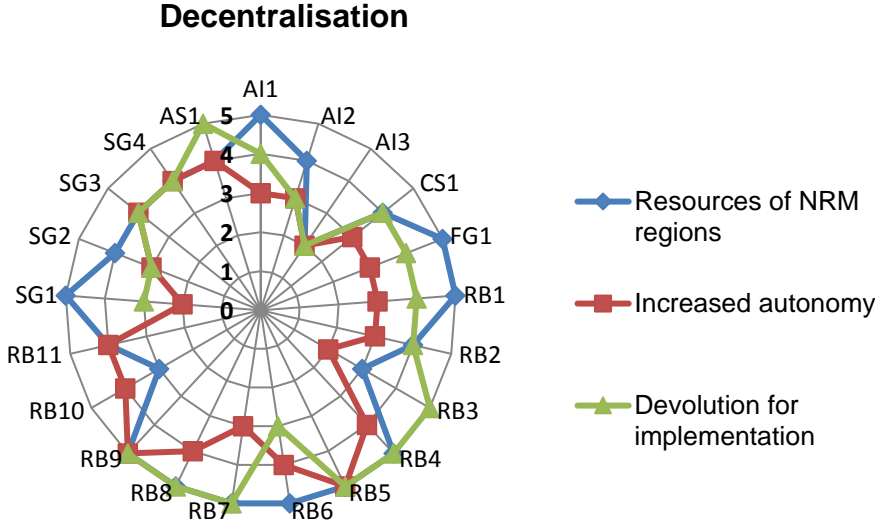 Decentralisation
AI1
AI2
AI3
CS1
FG1
RB1
RB2
RB3
RB4
RB5
RB6
RB7
RB8
RB9
RB10
RB11
SG1
SG2
SG3
SG4
AS1
5
4
3
2
1
0
Resources of NRM
regions
Increased autonomy
Devolution for
implementation